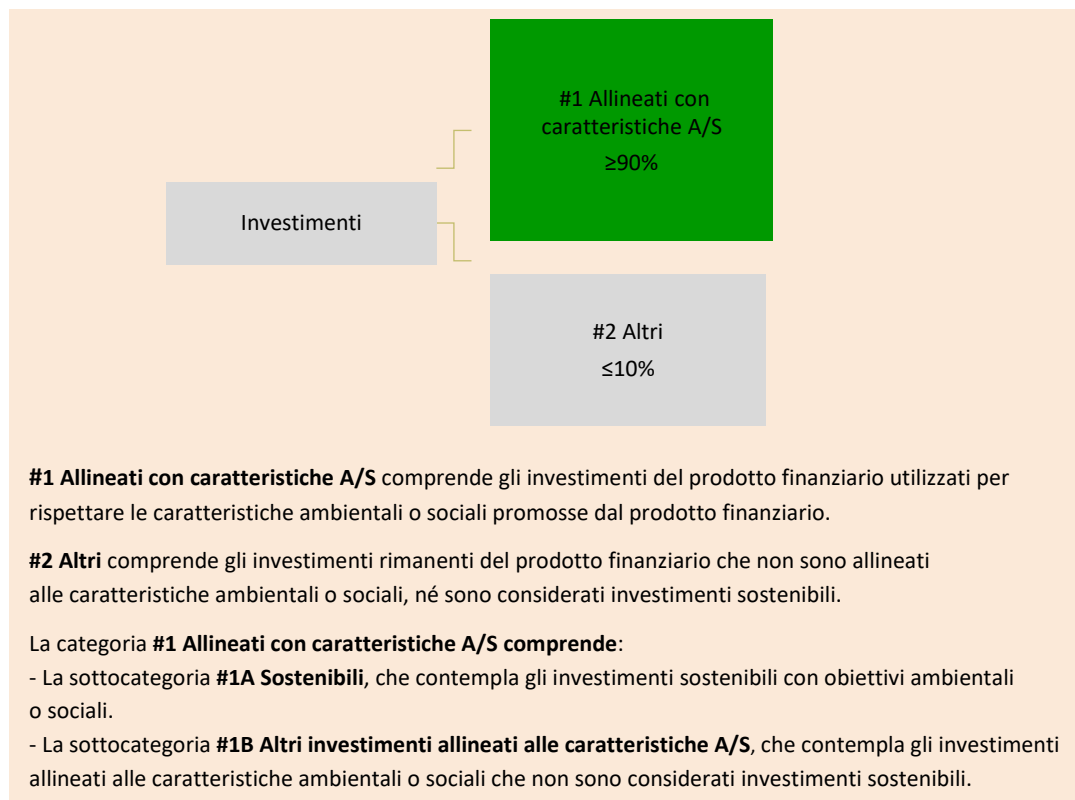 #1 Allineati con
caratteristiche A/S
≥90%
Investimenti
#2 Altri
≤10%
#1 Allineati con caratteristiche A/S comprende gli investimenti del prodotto finanziario utilizzati per
rispettare le caratteristiche ambientali o sociali promosse dal prodotto finanziario.
#2 Altri comprende gli investimenti rimanenti del prodotto finanziario che non sono allineati
alle caratteristiche ambientali o sociali, né sono considerati investimenti sostenibili.
La categoria #1 Allineati con caratteristiche A/S comprende:
- La sottocategoria #1A Sostenibili, che contempla gli investimenti sostenibili con obiettivi ambientali
o sociali.
- La sottocategoria #1B Altri investimenti allineati alle caratteristiche A/S, che contempla gli investimenti
allineati alle caratteristiche ambientali o sociali che non sono considerati investimenti sostenibili.